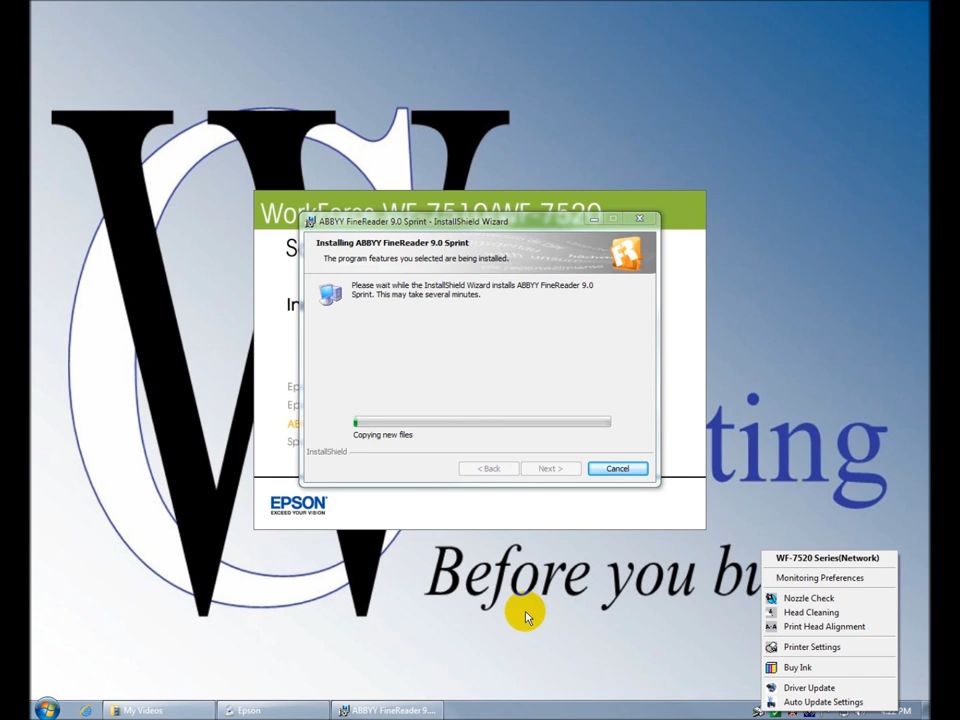 WorkForce WF-7510/WF-7520
ABBYY FineReader 9.0 Sprint - InstallShield Wizard
Installing ABBYY FineReader 9.0 Sprint
The program features you selected are being installed.
Please wait while the InstallShield Wizard installs ABBYY FineReader 9.0
Sprint. This may take several minutes.
Copying new files
InstallShield
< Back
Next >
Cancel
EPSON
EXCEED YOUR VISION
W
ting
Before you bu
WF-7520 Series(Network)
Monitoring Preferences
Nozzle Check
Head Cleaning
Print Head Alignment
Printer Settings
Buy Ink
Driver Update
Auto Update Settings
My Videos
Epson
ABBYY FineReader 9....
PM